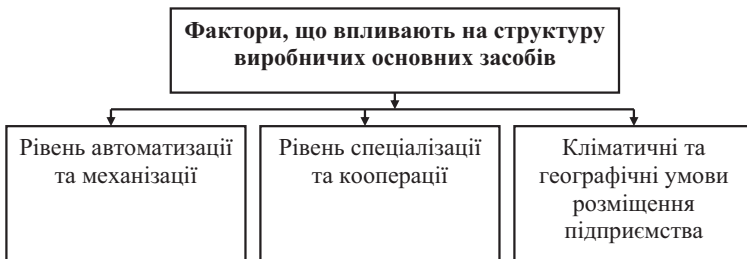 Фактори, що впливають на структуру
виробничих основних засобів
Рівень автоматизації
та механізації
Рівень спеціалізації
та кооперації
Кліматичні та
географічні умови
розміщення
підприємства